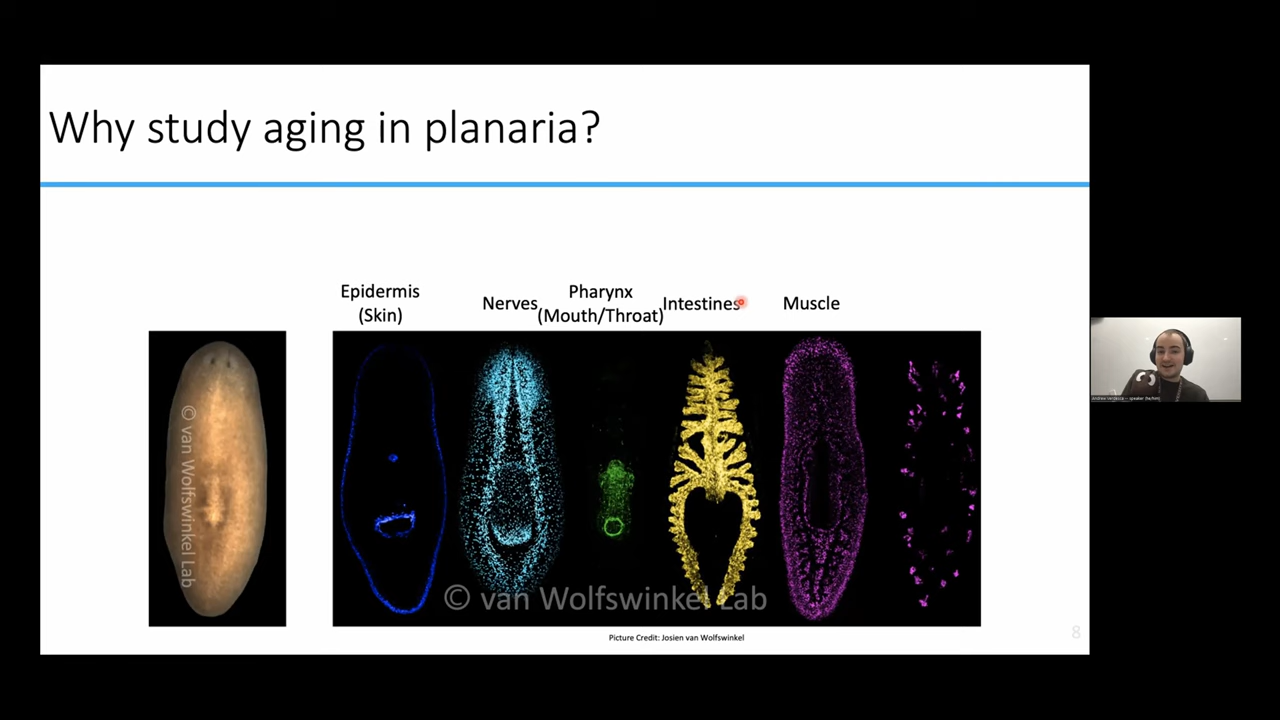 Why study aging in planaria?
Epidermis
(Skin)
Nerves
Pharynx
(Mouth/Throat)
Intestines
Muscle
© van Wolfswinkel Lab
© van Wolfswinkel Lab
Picture Credit: Josien van Wolfswinkel
8